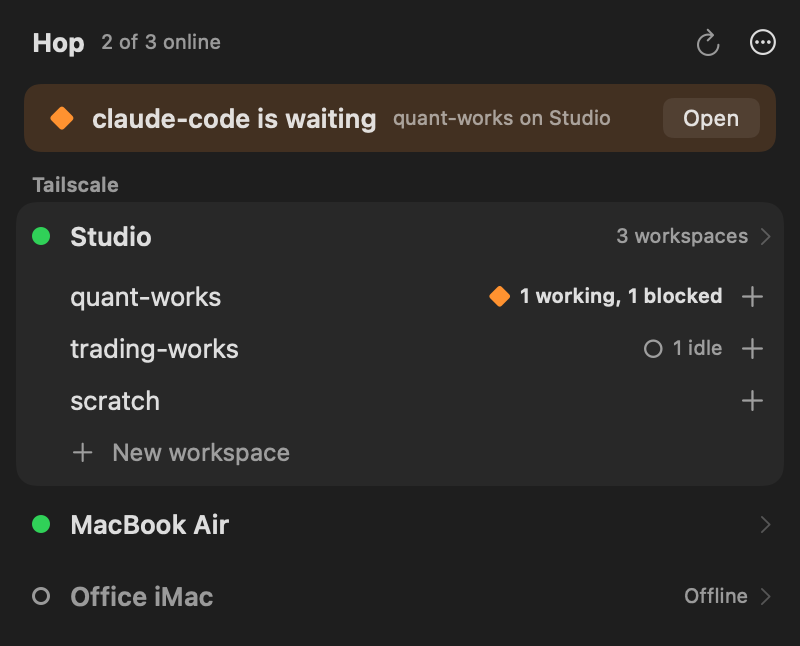 Hop 2 of 3 online
claude-code is waiting quant-works on Studio Open
Tailscale
Studio 3 workspaces
quant-works 1 working, 1 blocked
trading-works 1 idle
scratch
New workspace
MacBook Air
Office iMac Offline